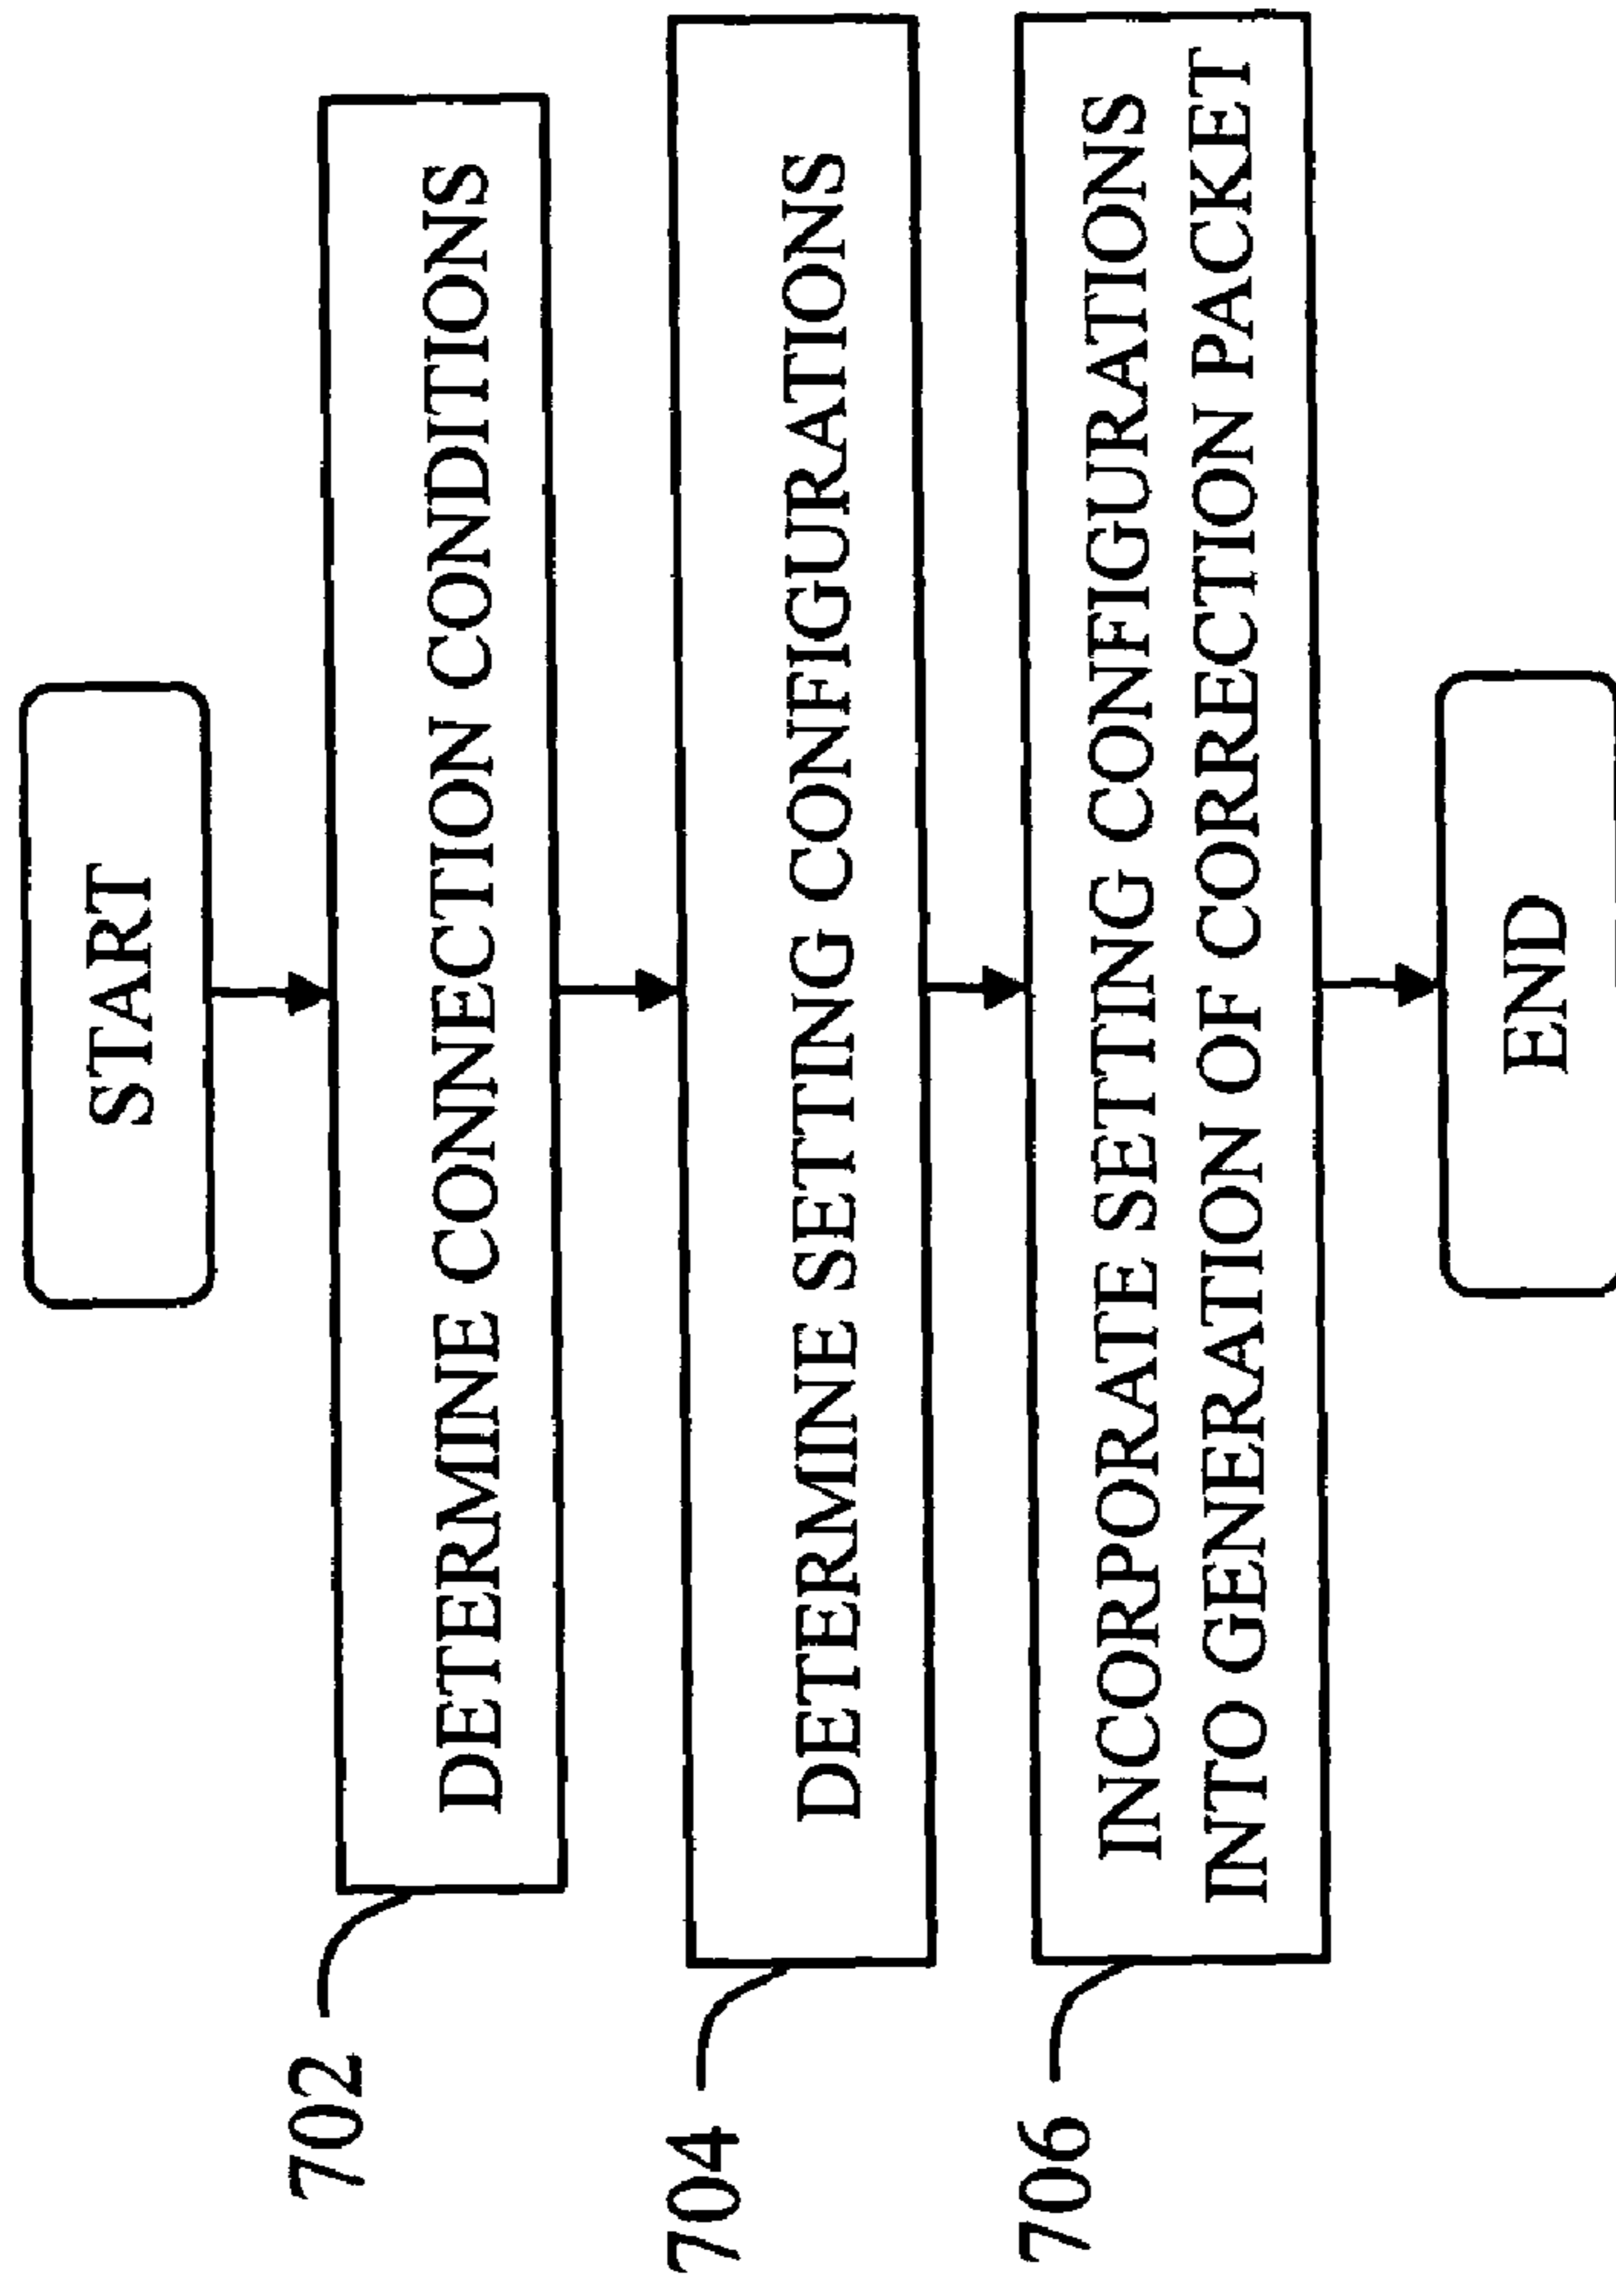 START
702
DETERMINE CONNECTION CONDITIONS
704
DETERMINE SETTING CONFIGURATIONS
706
INCORPORATE SETTING CONFIGURATIONS
INTO GENERATION OF CORRECTION PACKET
END